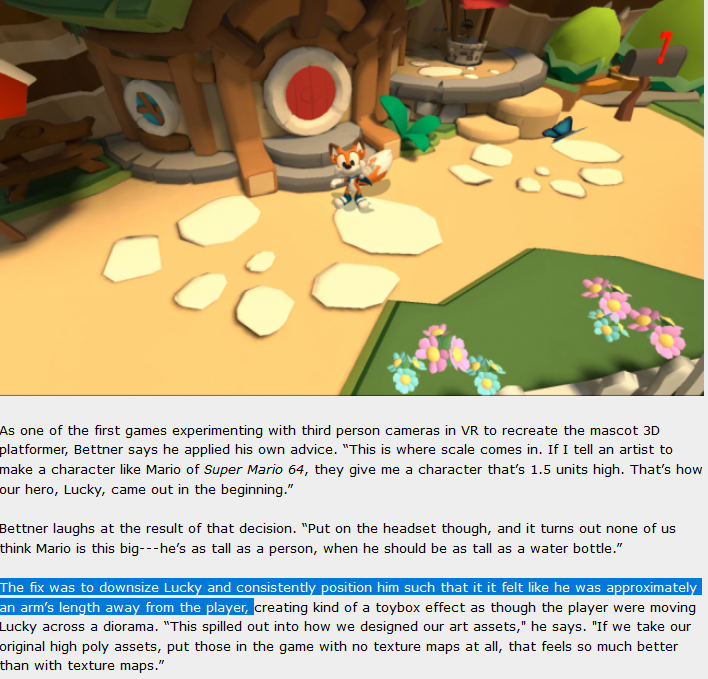 As one of the first games experimenting with third person cameras in VR to recreate the mascot 3D
platformer, Bettner says he applied his own advice. “This is where scale comes in. If I tell an artist to
make a character like Mario of Super Mario 64, they give me a character that’s 1.5 units high. That’s how
our hero, Lucky, came out in the beginning.”
Bettner laughs at the result of that decision. “Put on the headset though, and it turns out none of us
think Mario is this big---he’s as tall as a person, when he should be as tall as a water bottle.”
The fix was to downsize Lucky and consistently position him such that it it felt like he was approximately
an arm’s length away from the player, creating kind of a toybox effect as though the player were moving
Lucky across a diorama. “This spilled out into how we designed our art assets," he says. "If we take our
original high poly assets, put those in the game with no texture maps at all, that feels so much better
than with texture maps.”